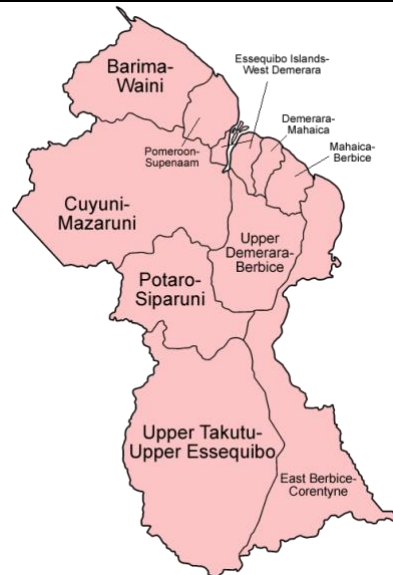 Barima-
Waini
Essequibo Islands-
West Demerara
Demerara-
Mahaica
Mahaica-
Berbice
Pomeroon-
Supenaam
Cuyuni-
Mazaruni
Upper
Demerara-
Berbice
Potaro-
Siparuni
Upper Takutu-
Upper Essequibo
East Berbice-
Corentyne